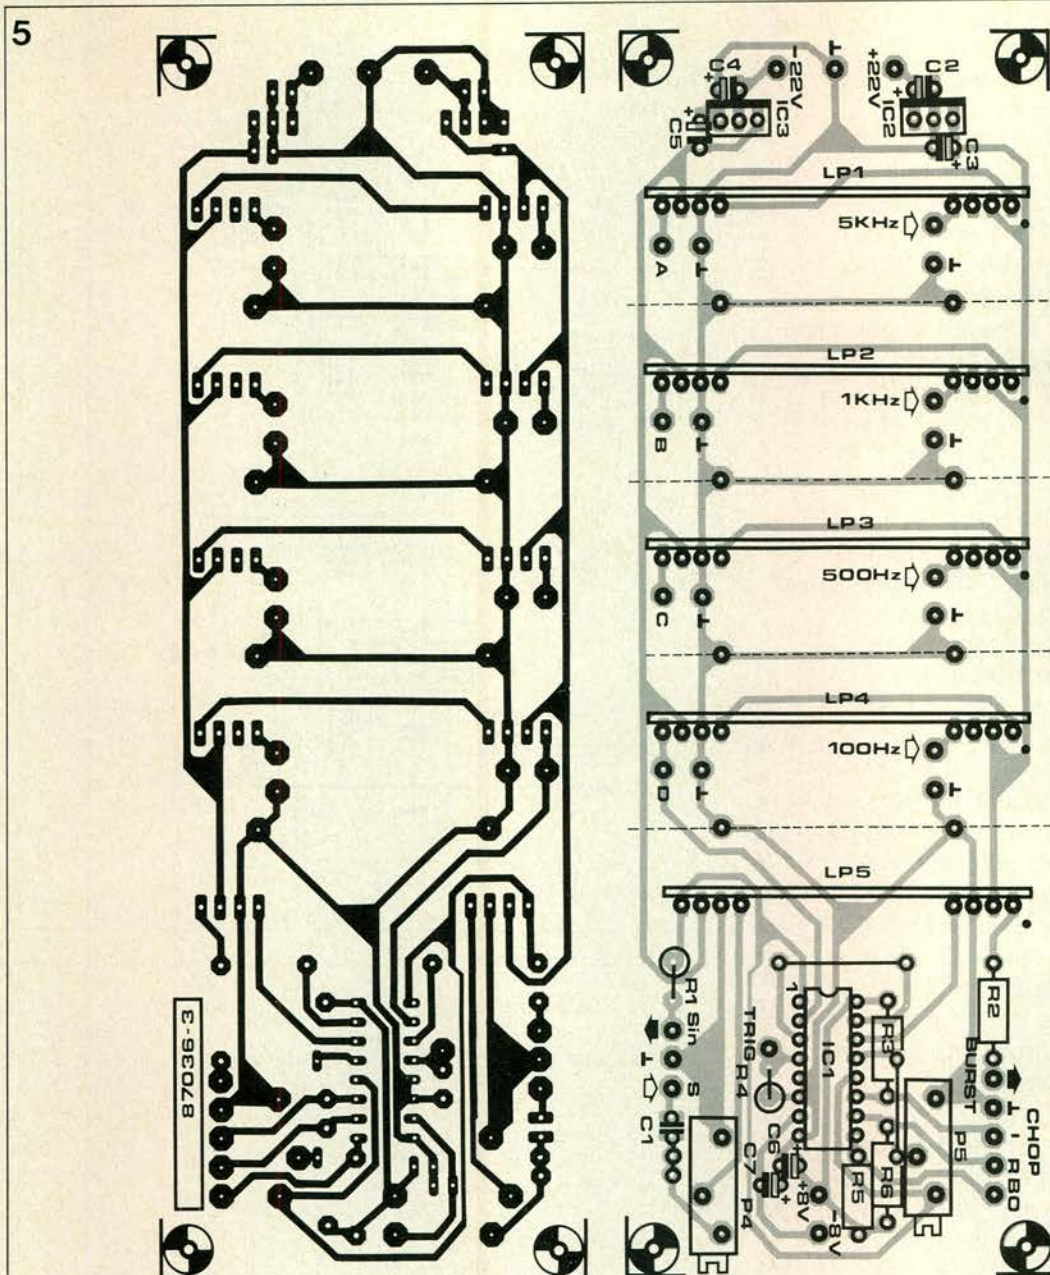 5
C4
-22V
⊥
+22V
C2
+
+
C5
+
IC3
IC2
C3
+
LP1
5KHz
A
⊥
⊥
LP2
1KHz
B
⊥
⊥
LP3
500Hz
C
⊥
⊥
LP4
100Hz
D
⊥
⊥
LP5
87036-3
R1
Sin
⊥
S
C1
TRIG
R4
1
IC1
R3
R2
BURST
⊥
-
RBO
CHOP
P5
C6
C7
+
+
+8V
-8V
R5
R6
P4